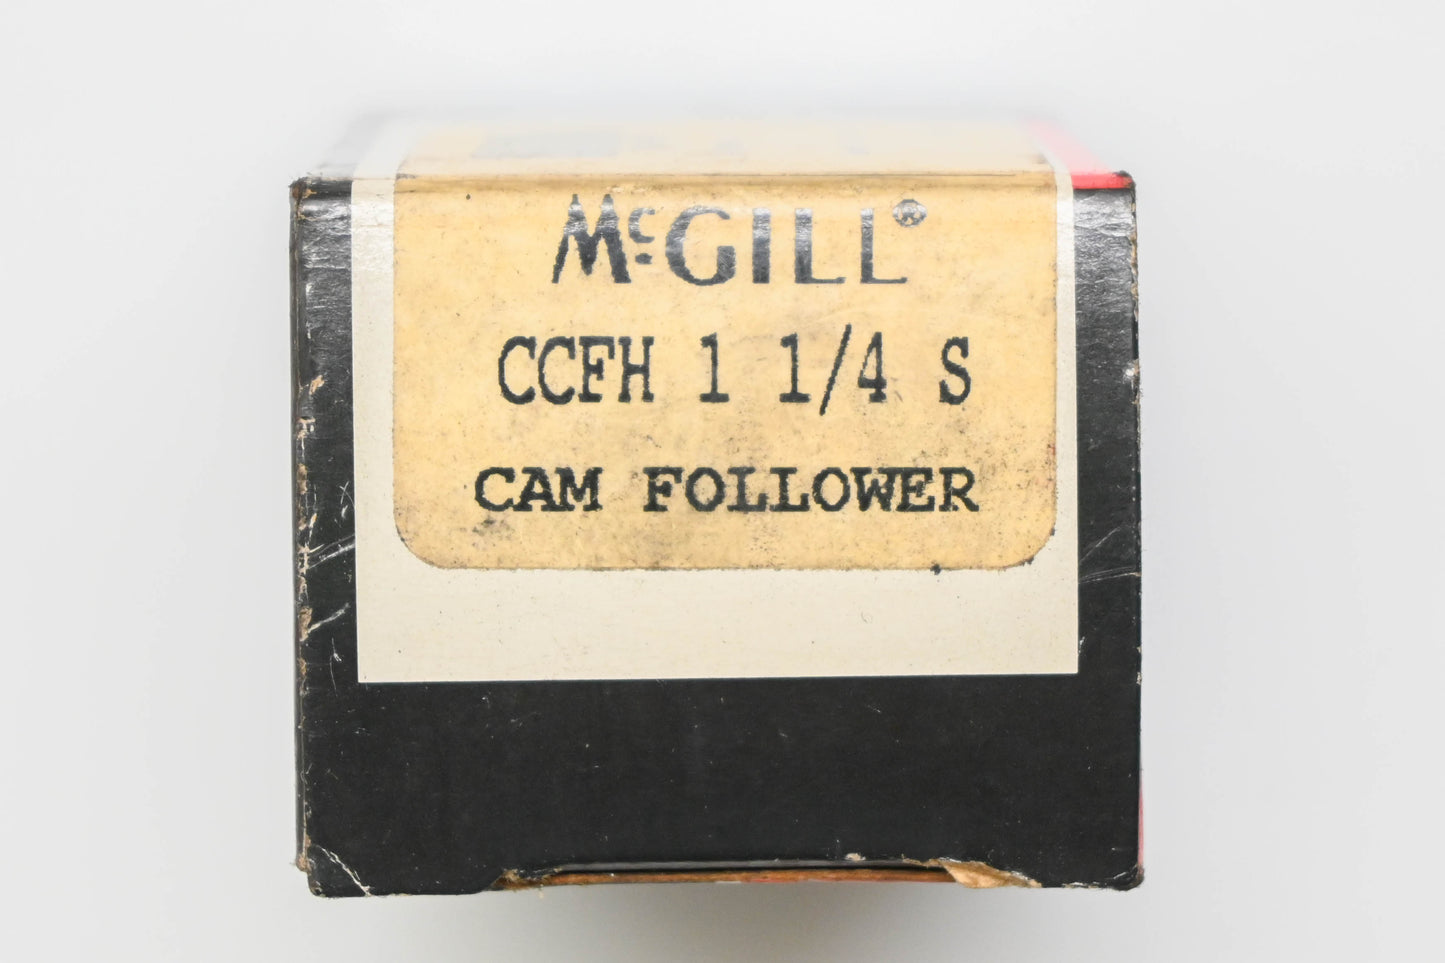 McGILL®
CCFH 1 1/4 S
CAM FOLLOWER